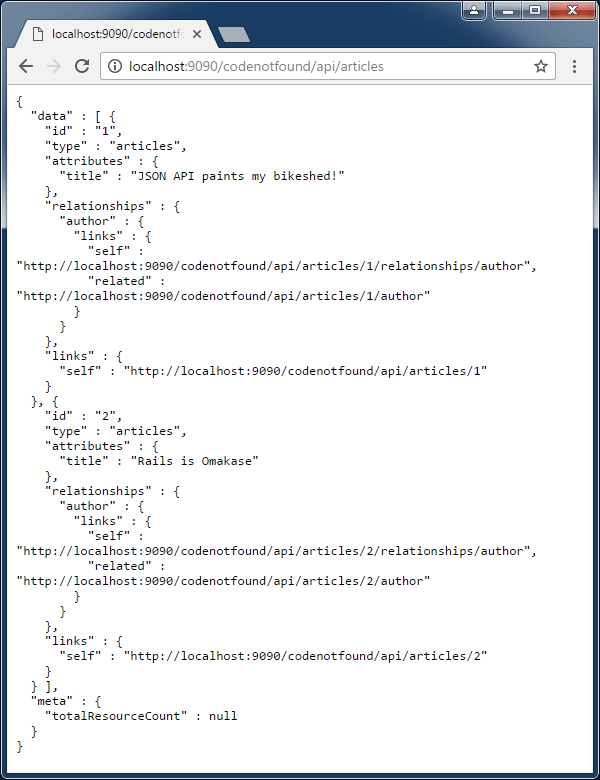 localhost:9090/codenotf
localhost:9090/codenotfound/api/articles
{
  "data" : [ {
    "id" : "1",
    "type" : "articles",
    "attributes" : {
      "title" : "JSON API paints my bikeshed!"
    },
    "relationships" : {
      "author" : {
        "links" : {
          "self" :
"http://localhost:9090/codenotfound/api/articles/1/relationships/author",
          "related" :
"http://localhost:9090/codenotfound/api/articles/1/author"
        }
      }
    },
    "links" : {
      "self" : "http://localhost:9090/codenotfound/api/articles/1"
    }
  }, {
    "id" : "2",
    "type" : "articles",
    "attributes" : {
      "title" : "Rails is Omakase"
    },
    "relationships" : {
      "author" : {
        "links" : {
          "self" :
"http://localhost:9090/codenotfound/api/articles/2/relationships/author",
          "related" :
"http://localhost:9090/codenotfound/api/articles/2/author"
        }
      }
    },
    "links" : {
      "self" : "http://localhost:9090/codenotfound/api/articles/2"
    }
  } ],
  "meta" : {
    "totalResourceCount" : null
  }
}